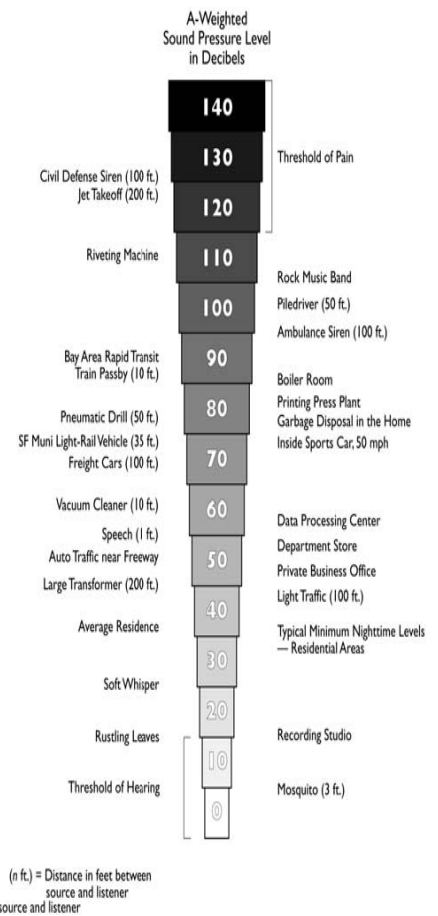 A-Weighted
Sound Pressure Level
in Decibels
140
130
Threshold of Pain
Civil Defense Siren (100 ft.)
Jet Takeoff (200 ft.)
120
Riveting Machine
110
Rock Music Band
100
Piledriver (50 ft.)
Ambulance Siren (100 ft.)
Bay Area Rapid Transit
Train Passby (10 ft.)
90
Boiler Room
Printing Press Plant
80
Pneumatic Drill (50 ft.)
Garbage Disposal in the Home
SF Muni Light-Rail Vehicle (35 ft.)
Inside Sports Car, 50 mph
Freight Cars (100 ft.)
70
Vacuum Cleaner (10 ft.)
60
Data Processing Center
Speech (1 ft.)
Department Store
Auto Traffic near Freeway
50
Private Business Office
Large Transformer (200 ft.)
Light Traffic (100 ft.)
40
Average Residence
Typical Minimum Nighttime Levels
— Residential Areas
30
Soft Whisper
20
Rustling Leaves
Recording Studio
10
Threshold of Hearing
Mosquito (3 ft.)
0
(n ft.) = Distance in feet between
source and listener
source and listener